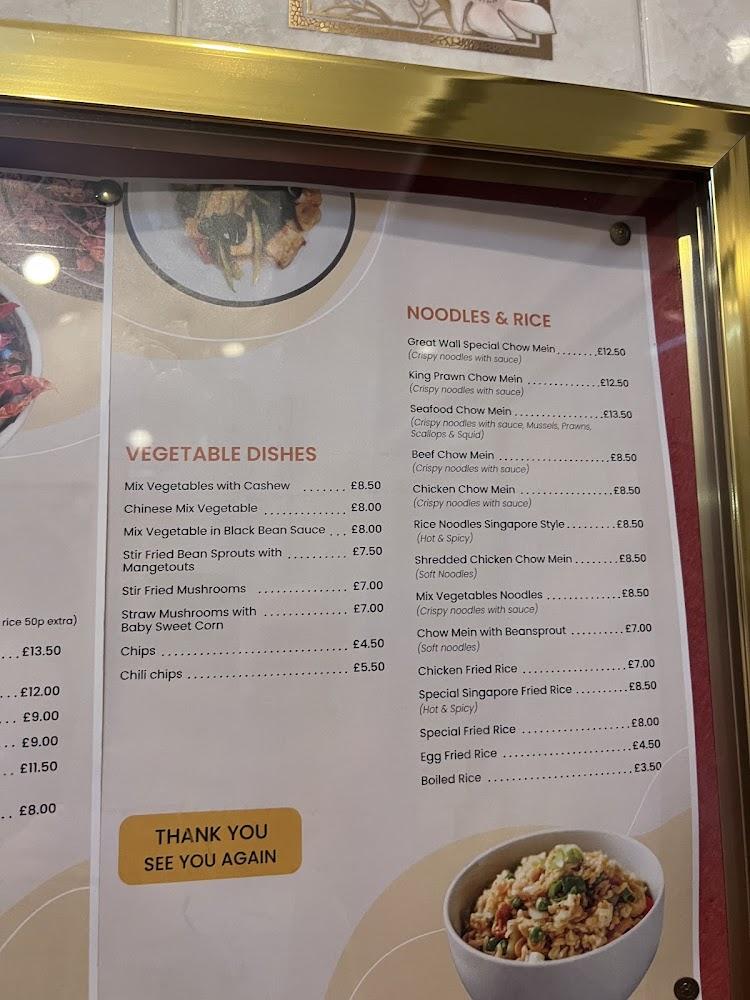 rice 50p extra)
...£13.50
...£12.00
... £9.00
.. £9.00
.. £11.50
.. £8.00
VEGETABLE DISHES
Mix Vegetables with Cashew ....... £8.50
Chinese Mix Vegetable ............. £8.00
Mix Vegetable in Black Bean Sauce ... £8.00
Stir Fried Bean Sprouts with .......... £7.50
Mangetouts
Stir Fried Mushrooms ............... £7.00
Straw Mushrooms with .............. £7.00
Baby Sweet Corn
Chips ............................... £4.50
Chili chips ........................... £5.50
THANK YOU
SEE YOU AGAIN
NOODLES & RICE
Great Wall Special Chow Mein.......£12.50
(Crispy noodles with sauce)
King Prawn Chow Mein .............£12.50
(Crispy noodles with sauce)
Seafood Chow Mein ...............£13.50
(Crispy noodles with sauce, Mussels, Prawns,
Scallops & Squid)
Beef Chow Mein ...................£8.50
(Crispy noodles with sauce)
Chicken Chow Mein ................£8.50
(Crispy noodles with sauce)
Rice Noodles Singapore Style.........£8.50
(Hot & Spicy)
Shredded Chicken Chow Mein ........£8.50
(Soft Noodles)
Mix Vegetables Noodles .............£8.50
(Crispy noodles with sauce)
Chow Mein with Beansprout ..........£7.00
(Soft noodles)
Chicken Fried Rice ..................£7.00
Special Singapore Fried Rice .........£8.50
(Hot & Spicy)
Special Fried Rice ...................£8.00
Egg Fried Rice ......................£4.50
Boiled Rice .........................£3.50